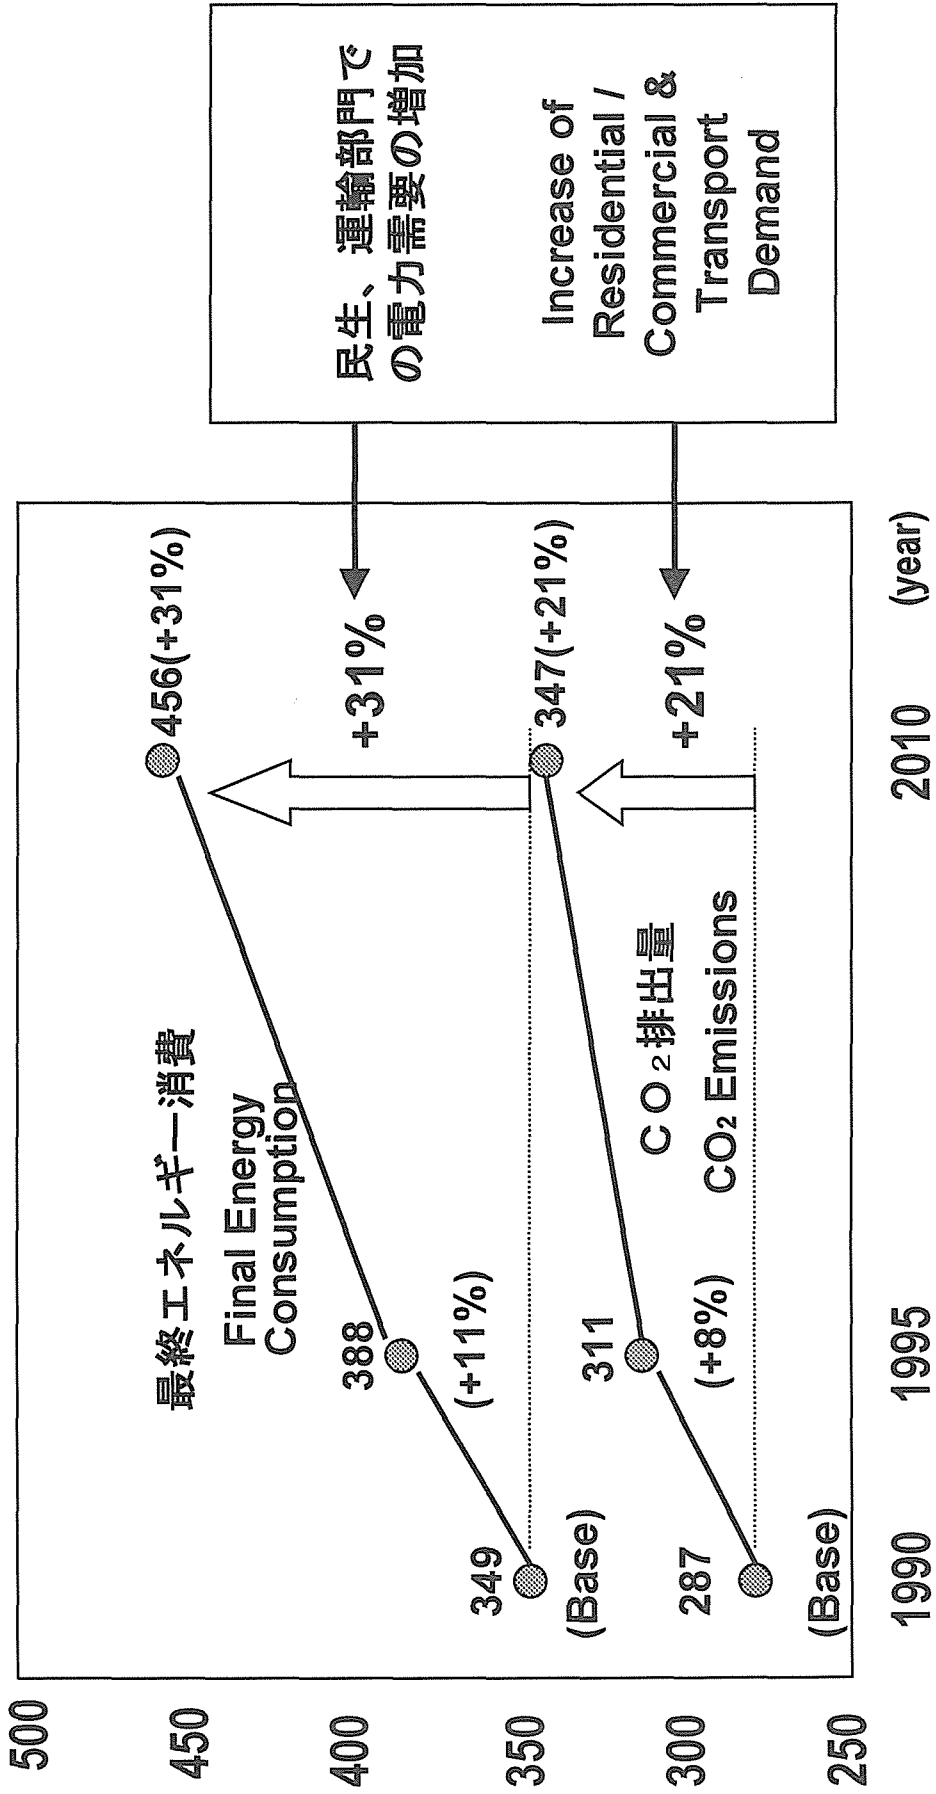 500
450
400
350
300
250
最終エネルギー消費
Final Energy
Consumption
456(+31%)
388
(+11%)
349
(Base)
+31%
347(+21%)
311
(+8%)
287
(Base)
+21%
ＣＯ₂排出量
CO₂ Emissions
1990
1995
2010
(year)
民生、運輸部門で
の電力需要の増加
Increase of
Residential /
Commercial &
Transport
Demand